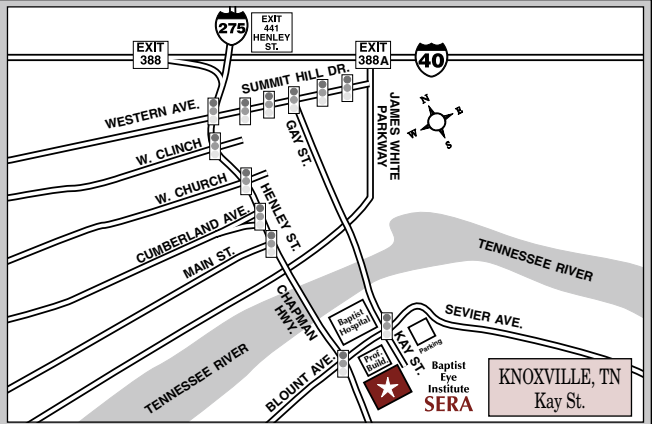 275
EXIT
441
HENLEY
ST.
EXIT
388
EXIT
388A
40
SUMMIT HILL DR.
WESTERN AVE.
JAMES WHITE
PARKWAY
N
E
W
S
GAY ST.
W. CLINCH
W. CHURCH
HENLEY ST.
CUMBERLAND AVE.
MAIN ST.
TENNESSEE RIVER
CHAPMAN
HWY.
Baptist
Hospital
SEVIER AVE.
KAY ST.
Parking
Prof.
Build.
BLOUNT AVE.
TENNESSEE RIVER
Baptist
Eye
Institute
SERA
KNOXVILLE, TN
Kay St.